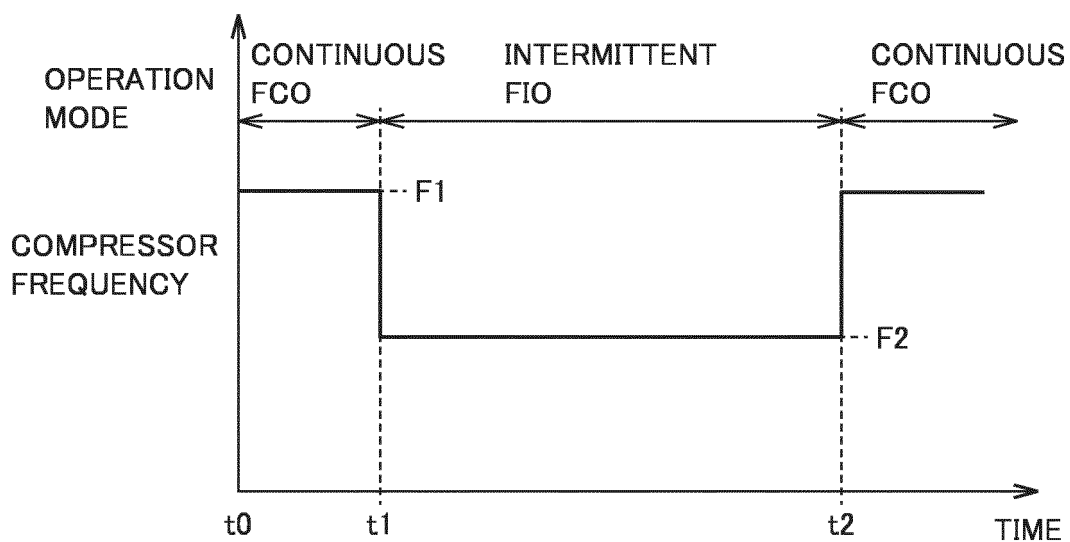 OPERATION
MODE
CONTINUOUS
FCO
INTERMITTENT
FIO
CONTINUOUS
FCO
F1
COMPRESSOR
FREQUENCY
F2
t0
t1
t2
TIME